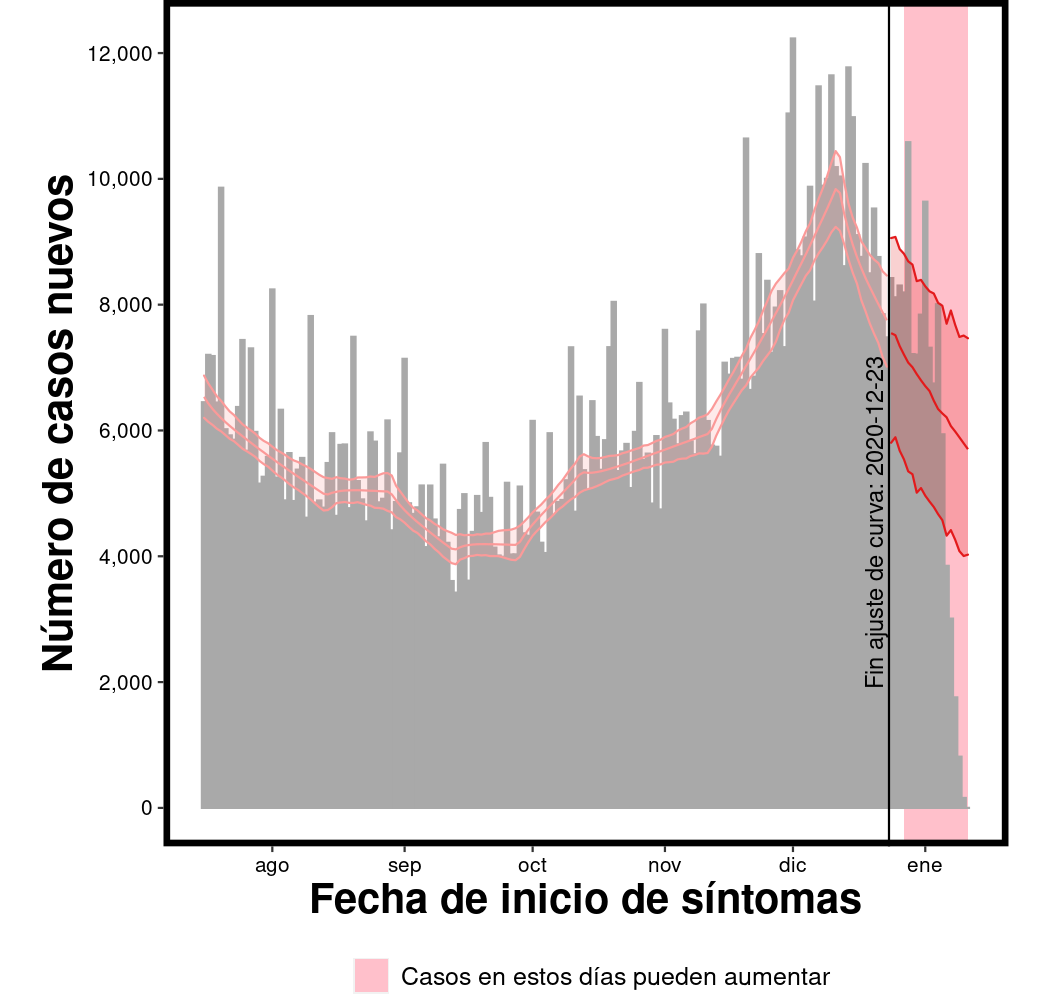 Número de casos nuevos
12,000
10,000
8,000
6,000
4,000
2,000
0
Fin ajuste de curva: 2020-12-23
ago sep oct nov dic ene
Fecha de inicio de síntomas
Casos en estos días pueden aumentar